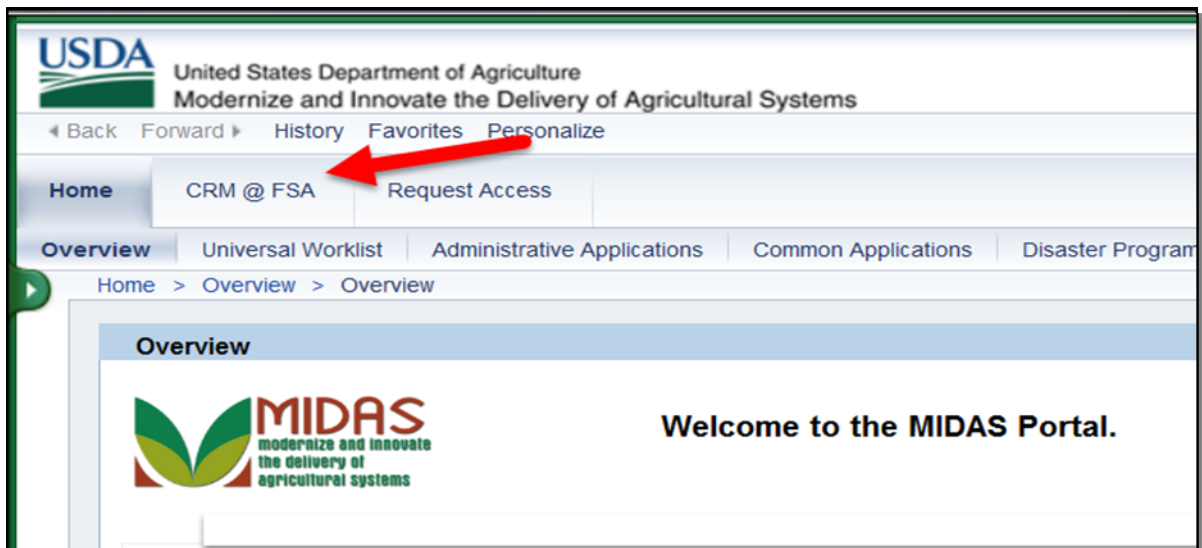 USDA
United States Department of Agriculture
Modernize and Innovate the Delivery of Agricultural Systems
Back Forward History Favorites Personalize
Home CRM @ FSA Request Access
Overview Universal Worklist Administrative Applications Common Applications Disaster Program
Home > Overview > Overview
Overview
MIDAS
modernize and innovate
the delivery of
agricultural systems
Welcome to the MIDAS Portal.